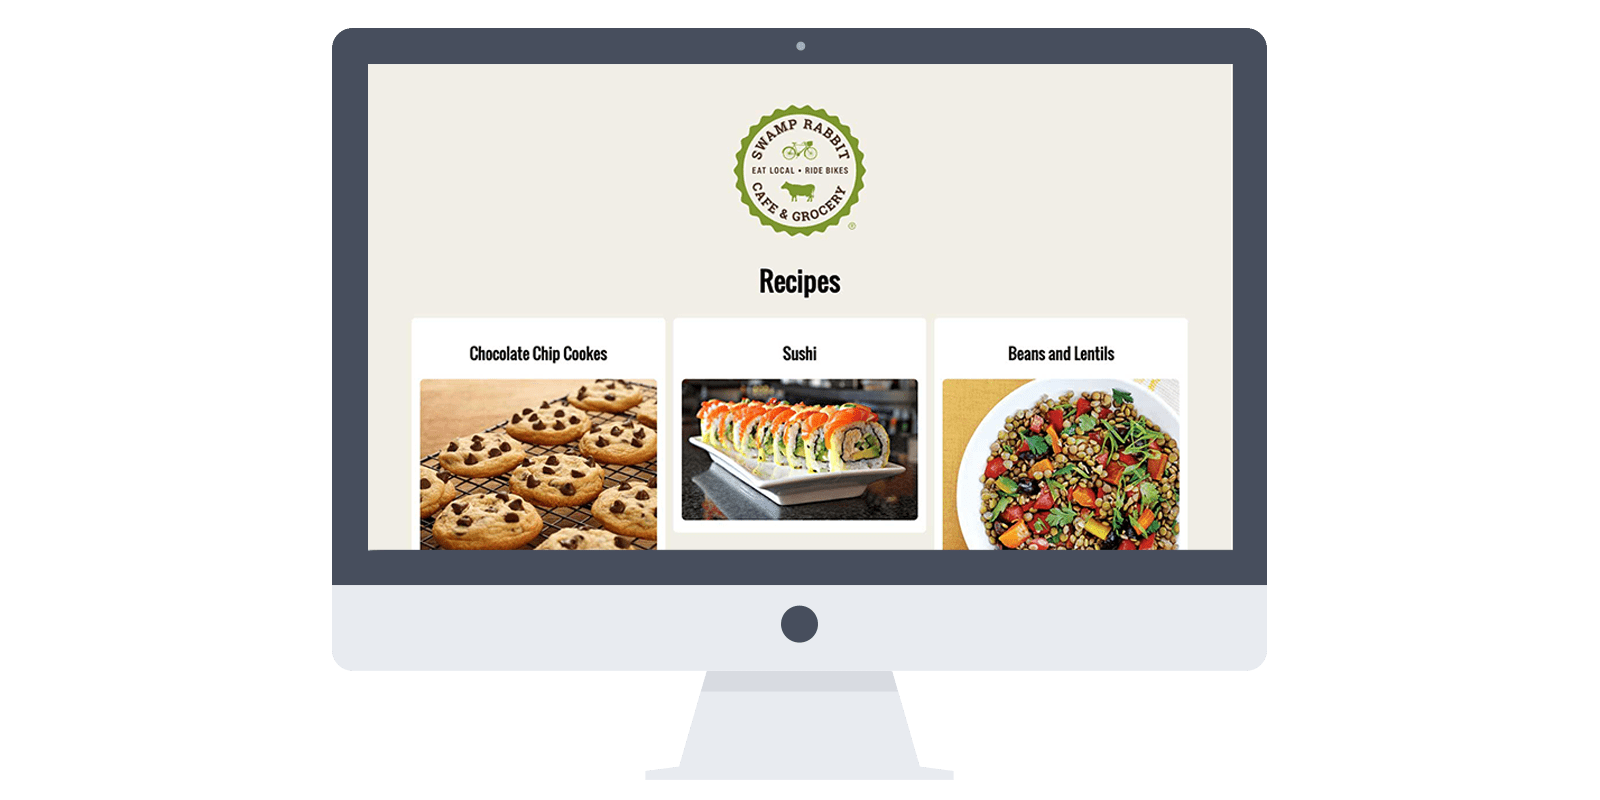 SWAMP RABBIT
EAT LOCAL • RIDE BIKES
CAFE & GROCERY
®
Recipes
Chocolate Chip Cookes
Sushi
Beans and Lentils